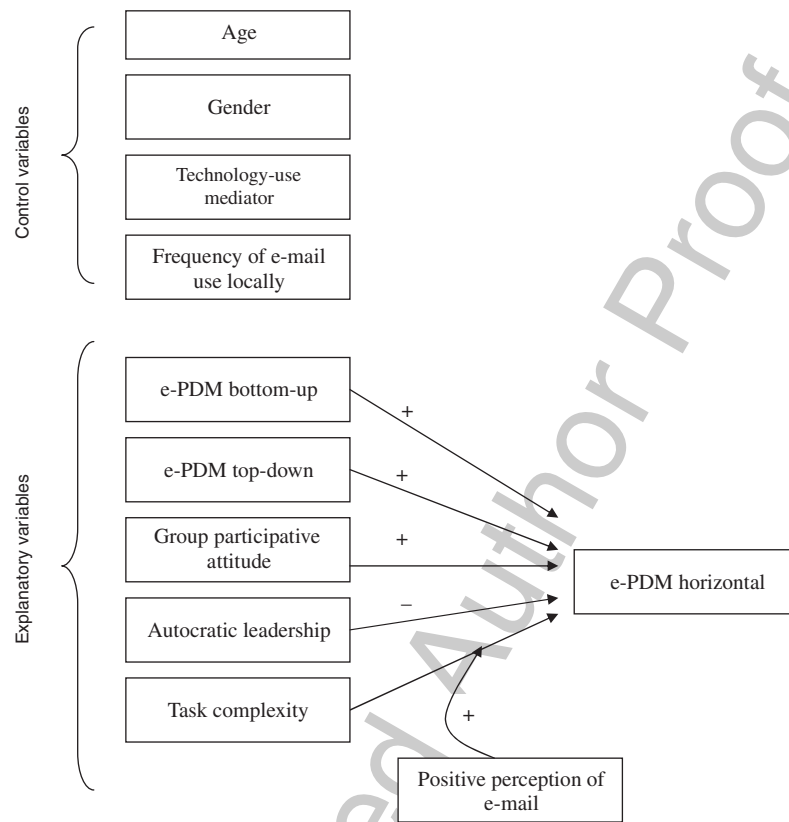 Control variables
Age
Gender
Technology-use
mediator
Frequency of e-mail
use locally
Explanatory variables
e-PDM bottom-up
+
e-PDM top-down
+
Group participative
attitude
+
Autocratic leadership
–
Task complexity
+
Positive perception of
e-mail
e-PDM horizontal
ed Author Proof